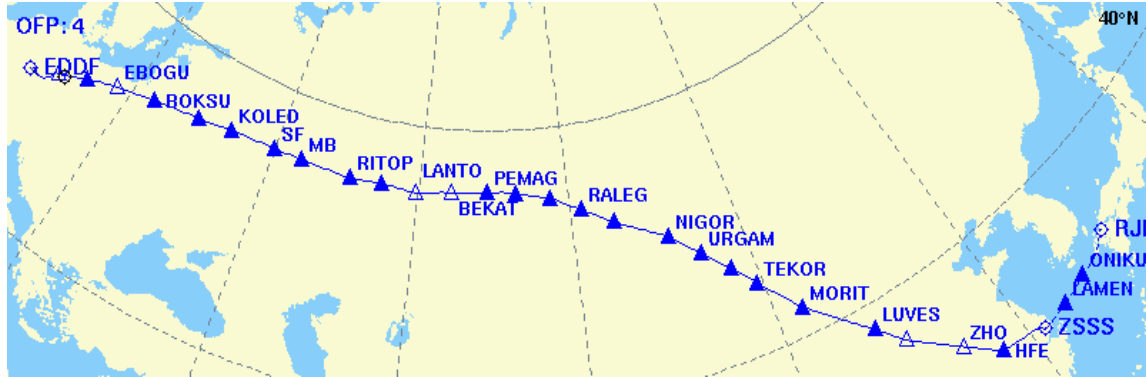 OFP: 4
40°N
EDDF
EBOGU
BOKSU
KOLED
SF
MB
RITOP
LANTO
BEKAT
PEMAG
RALEG
NIGOR
URGAM
TEKOR
MORIT
LUVES
ZHO
HFE
ZSSS
LAMEN
ONIKU